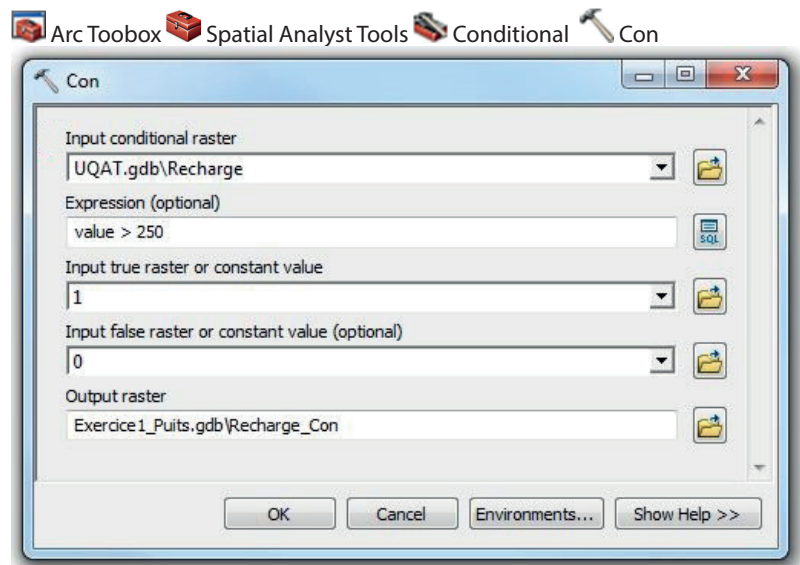 Arc Toobox Spatial Analyst Tools Conditional Con
Con
Input conditional raster
UQAT.gdb\Recharge
Expression (optional)
value > 250
SQL
Input true raster or constant value
1
Input false raster or constant value (optional)
0
Output raster
Exercice1_Puits.gdb\Recharge_Con
OK Cancel Environments... Show Help >>